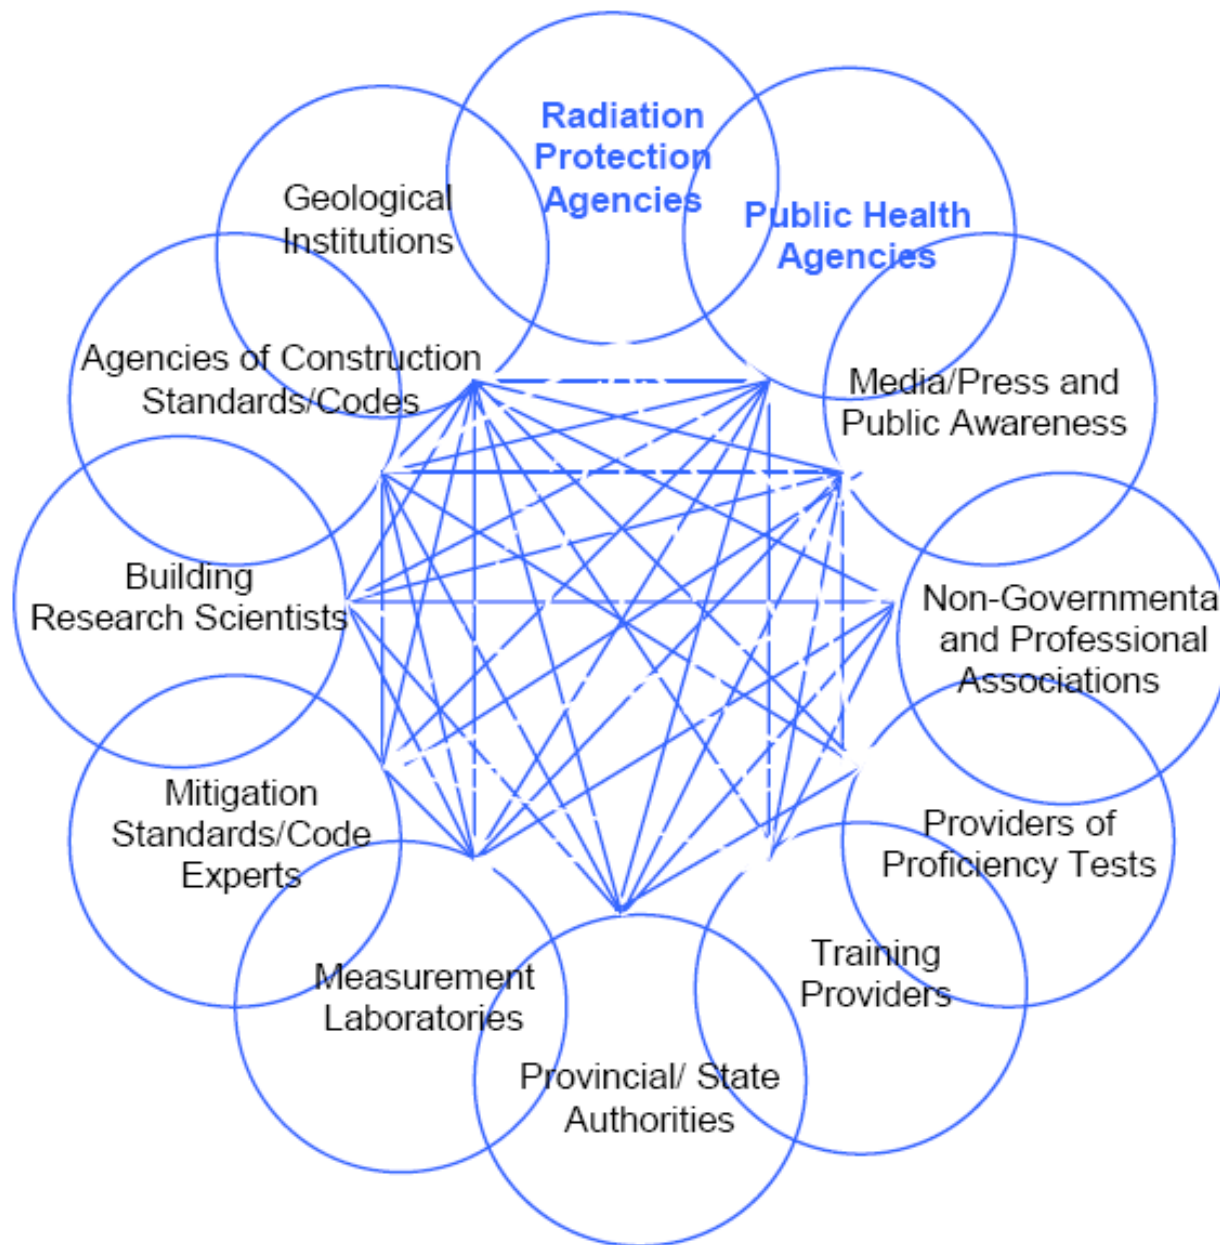 Radiation
Protection
Agencies
Public Health
Agencies
Media/Press and
Public Awareness
Non-Governmenta
and Professional
Associations
Providers of
Proficiency Tests
Training
Providers
Provincial/ State
Authorities
Measurement
Laboratories
Mitigation
Standards/Code
Experts
Building
Research Scientists
Agencies of Construction
Standards/Codes
Geological
Institutions